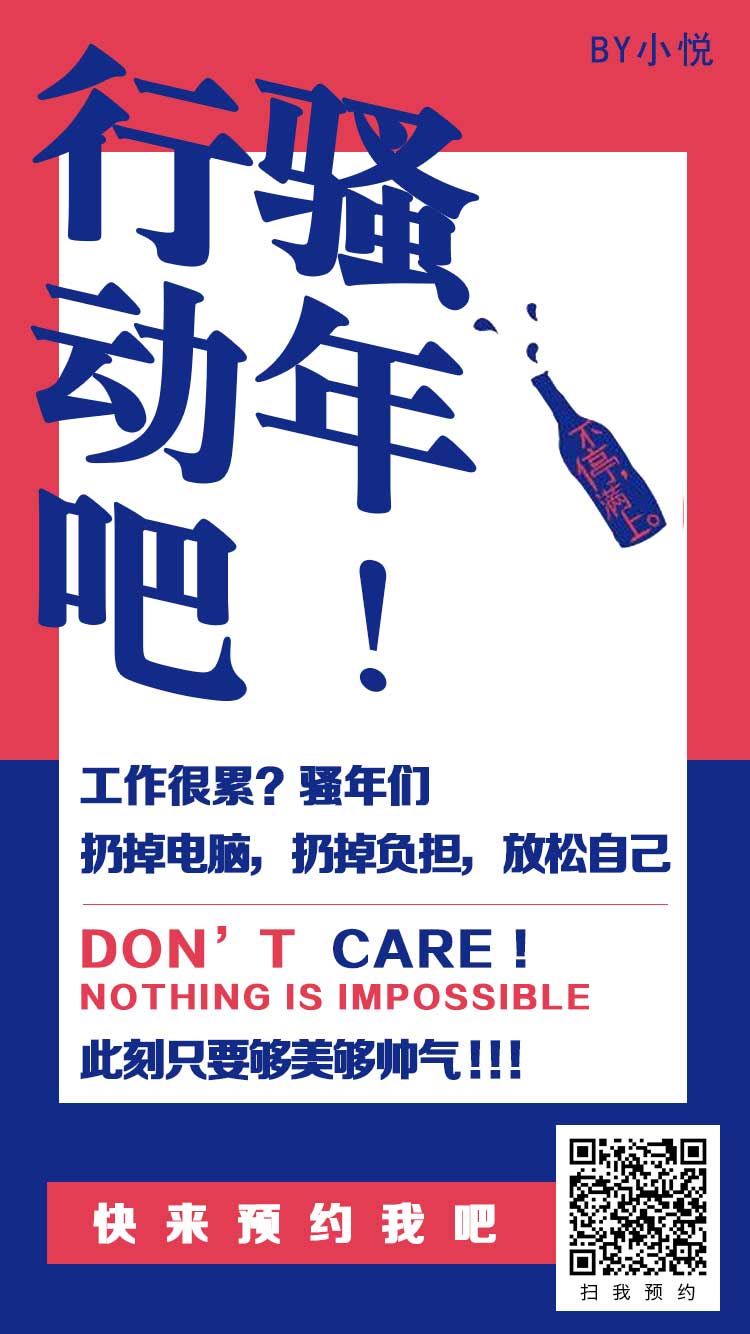 BY小悦
骚年!
行动吧
不停,
满上。
工作很累?骚年们
扔掉电脑,扔掉负担,放松自己
DON'T CARE!
NOTHING IS IMPOSSIBLE
此刻只要够美够帅气!!!
快来预约我吧
扫我预约